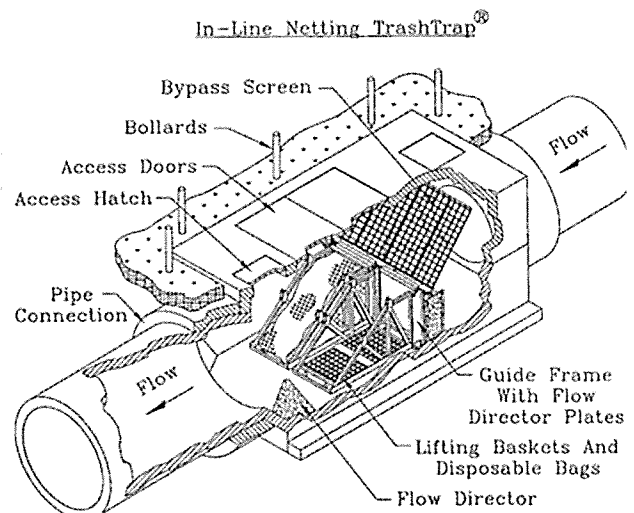 In-Line Netting TrashTrap®
Bypass Screen
Bollards
Flow
Access Doors
Access Hatch
Pipe
Connection
Flow
Guide Frame
With Flow
Director Plates
Lifting Baskets And
Disposable Bags
Flow Director